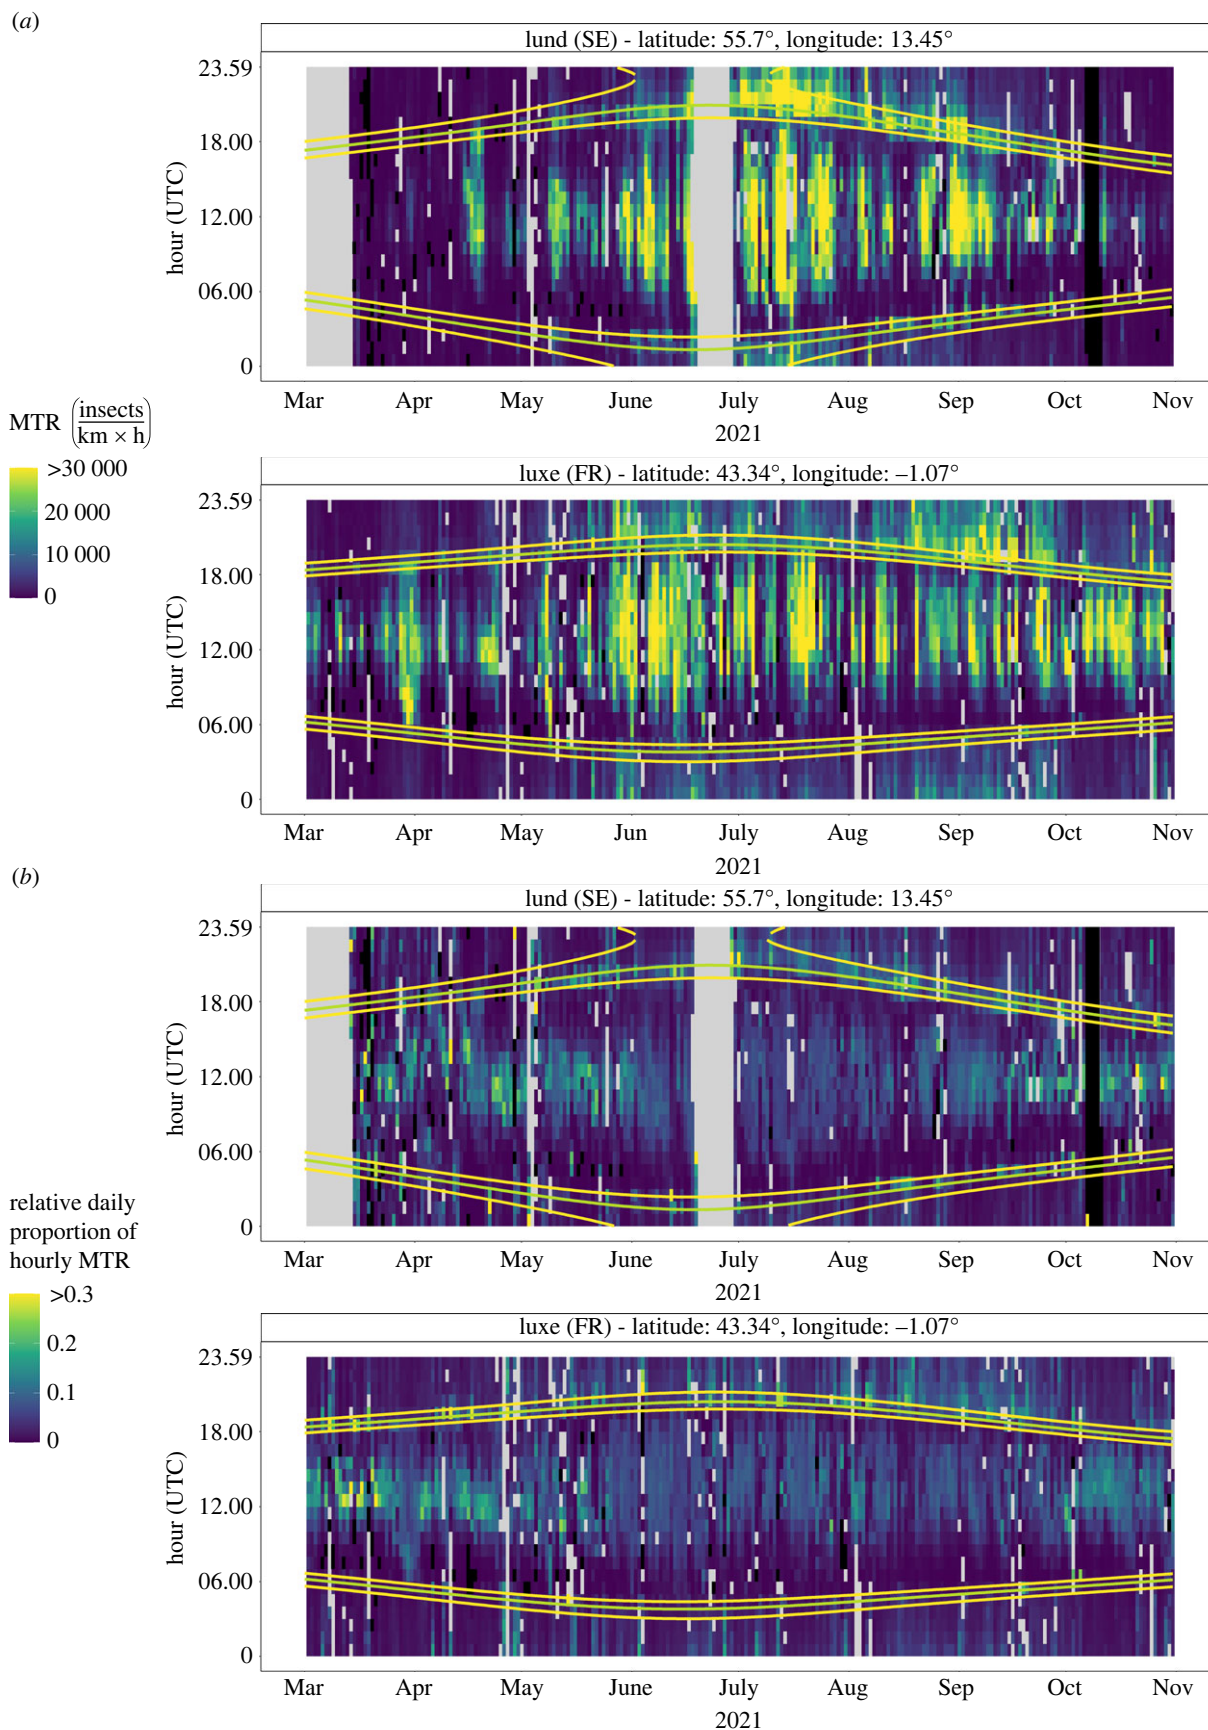 (a)
lund (SE) - latitude: 55.7°, longitude: 13.45°
23.59
18.00
12.00
06.00
0
hour (UTC)
Mar Apr May June July Aug Sep Oct Nov
2021
MTR (insects
km × h)
>30 000
20 000
10 000
0
luxe (FR) - latitude: 43.34°, longitude: –1.07°
23.59
18.00
12.00
06.00
0
hour (UTC)
Mar Apr May Jun July Aug Sep Oct Nov
2021
(b)
lund (SE) - latitude: 55.7°, longitude: 13.45°
23.59
18.00
12.00
06.00
0
hour (UTC)
Mar Apr May June July Aug Sep Oct Nov
2021
relative daily
proportion of
hourly MTR
>0.3
0.2
0.1
0
luxe (FR) - latitude: 43.34°, longitude: –1.07°
23.59
18.00
12.00
06.00
0
hour (UTC)
Mar Apr May June July Aug Sep Oct Nov
2021